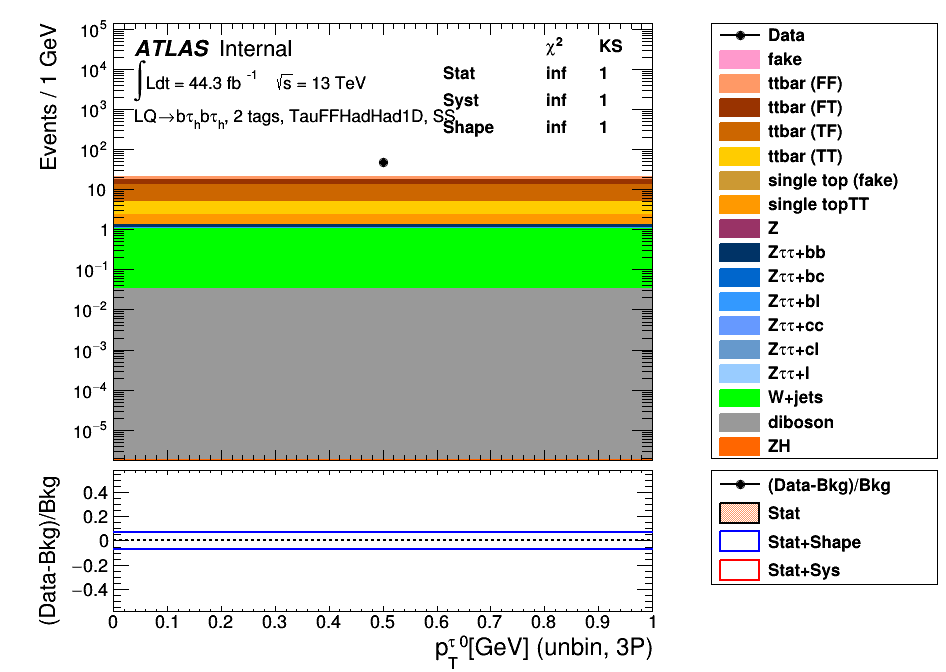 ATLAS Internal
∫Ldt = 44.3 fb⁻¹ √s = 13 TeV
LQ→bτₕbτₕ, 2 tags, TauFFHadHad1D, SS
χ² KS
Stat inf 1
Syst inf 1
Shape inf 1
Events / 1 GeV
10⁵
10⁴
10³
10²
10
1
10⁻¹
10⁻²
10⁻³
10⁻⁴
10⁻⁵
Data
fake
ttbar (FF)
ttbar (FT)
ttbar (TF)
ttbar (TT)
single top (fake)
single topTT
Z
Zττ+bb
Zττ+bc
Zττ+bl
Zττ+cc
Zττ+cl
Zττ+l
W+jets
diboson
ZH
(Data-Bkg)/Bkg
0.4
0.2
0
−0.2
−0.4
0 0.1 0.2 0.3 0.4 0.5 0.6 0.7 0.8 0.9 1
p_T^{τ 0}[GeV] (unbin, 3P)
(Data-Bkg)/Bkg
Stat
Stat+Shape
Stat+Sys